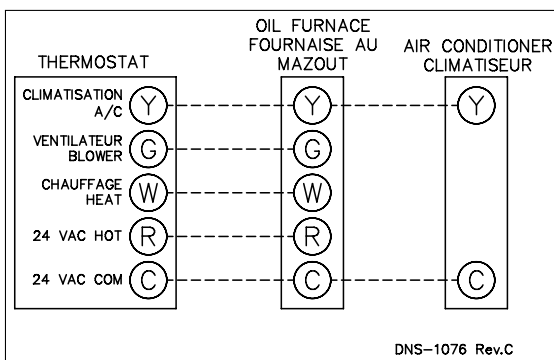 OIL FURNACE
FOURNAISE AU
MAZOUT
AIR CONDITIONER
CLIMATISEUR
THERMOSTAT
CLIMATISATION
A/C
Y
Y
Y
VENTILATEUR
BLOWER
G
G
CHAUFFAGE
HEAT
W
W
24 VAC HOT
R
R
24 VAC COM
C
C
C
DNS-1076 Rev.C